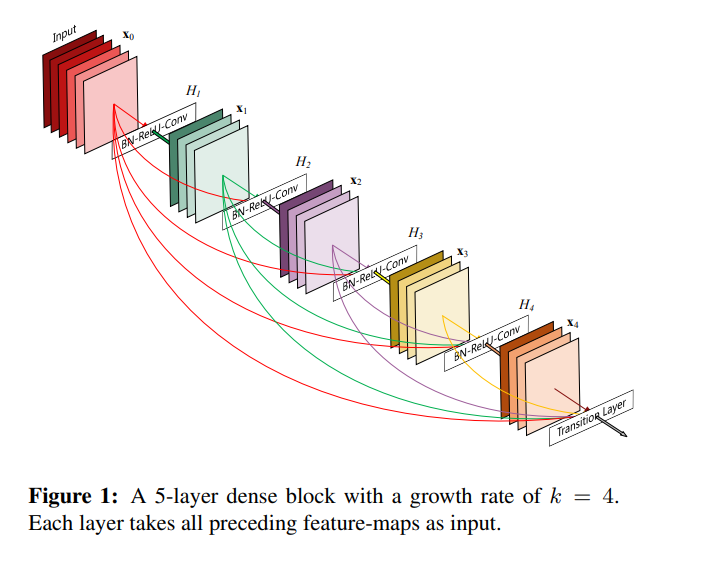 Input
x0
H1
BN-ReLU-Conv
x1
H2
BN-ReLU-Conv
x2
H3
BN-ReLU-Conv
x3
H4
BN-ReLU-Conv
x4
Transition Layer
Figure 1: A 5-layer dense block with a growth rate of k = 4.
Each layer takes all preceding feature-maps as input.